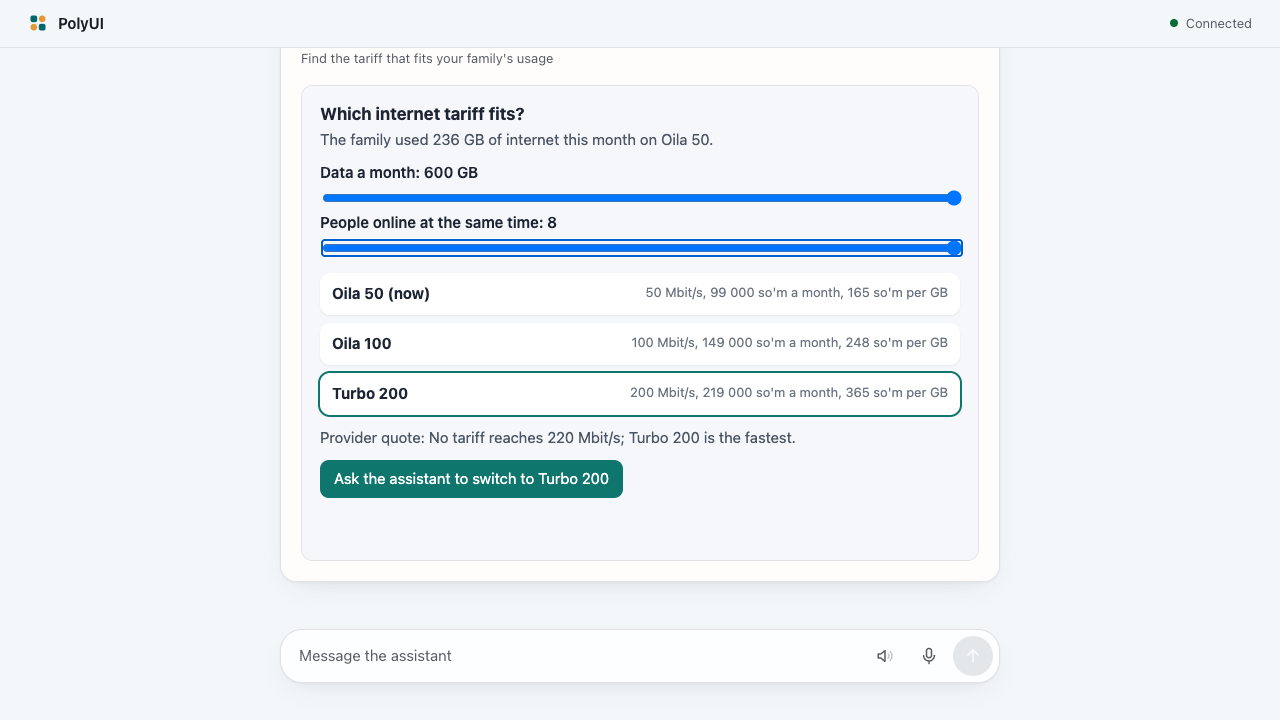 PolyUI
Connected
Find the tariff that fits your family's usage
Which internet tariff fits?
The family used 236 GB of internet this month on Oila 50.
Data a month: 600 GB
People online at the same time: 8
Oila 50 (now)
50 Mbit/s, 99 000 so'm a month, 165 so'm per GB
Oila 100
100 Mbit/s, 149 000 so'm a month, 248 so'm per GB
Turbo 200
200 Mbit/s, 219 000 so'm a month, 365 so'm per GB
Provider quote: No tariff reaches 220 Mbit/s; Turbo 200 is the fastest.
Ask the assistant to switch to Turbo 200
Message the assistant